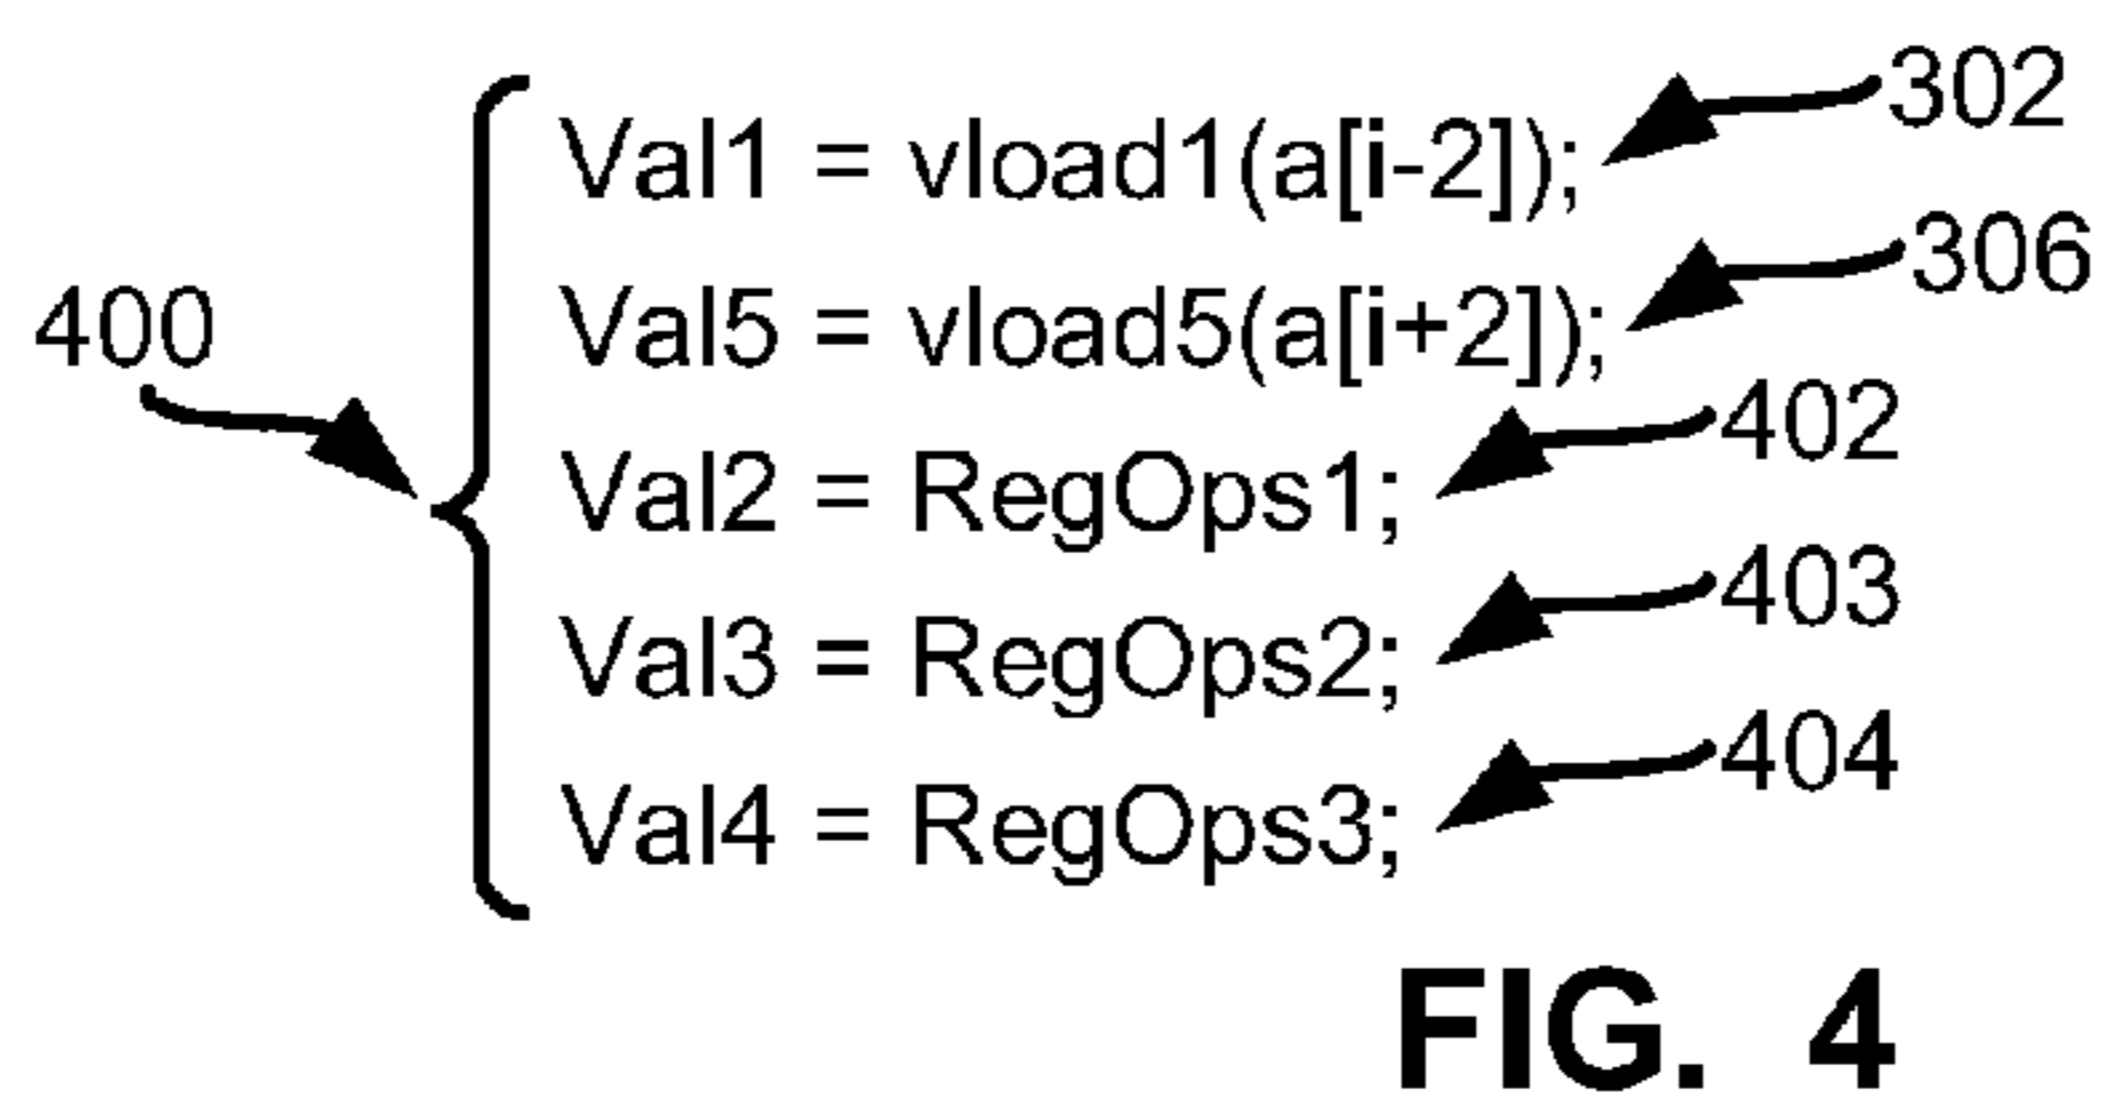 302
Val1 = vload1(a[i-2]);
306
400
Val5 = vload5(a[i+2]);
402
Val2 = RegOps1;
403
Val3 = RegOps2;
404
Val4 = RegOps3;
FIG. 4